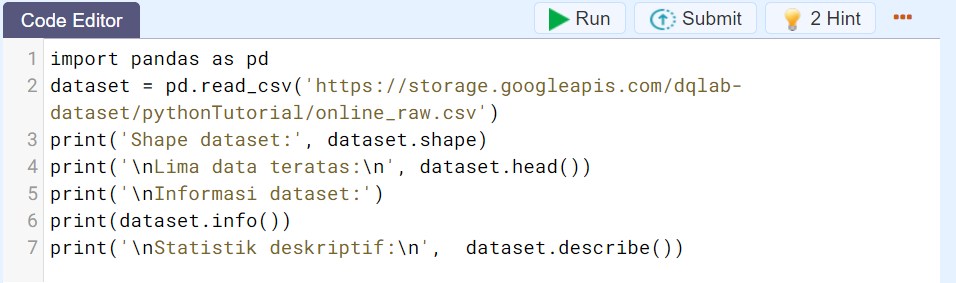 Code Editor
Run
Submit
2 Hint
1 import pandas as pd
2 dataset = pd.read_csv('https://storage.googleapis.com/dqlab-
dataset/pythonTutorial/online_raw.csv')
3 print('Shape dataset:', dataset.shape)
4 print('\nLima data teratas:\n', dataset.head())
5 print('\nInformasi dataset:')
6 print(dataset.info())
7 print('\nStatistik deskriptif:\n',  dataset.describe())